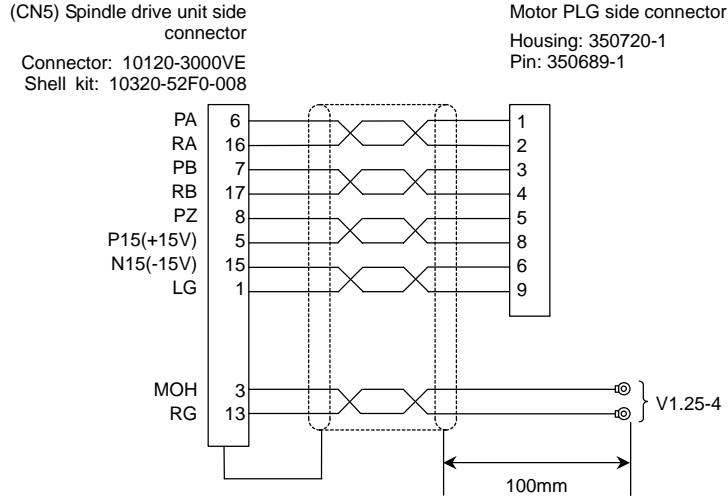 (CN5) Spindle drive unit side
connector
Connector: 10120-3000VE
Shell kit: 10320-52F0-008
Motor PLG side connector
Housing: 350720-1
Pin: 350689-1
PA 6 1
RA 16 2
PB 7 3
RB 17 4
PZ 8 5
P15(+15V) 5 8
N15(-15V) 15 6
LG 1 9
MOH 3
RG 13
V1.25-4
100mm